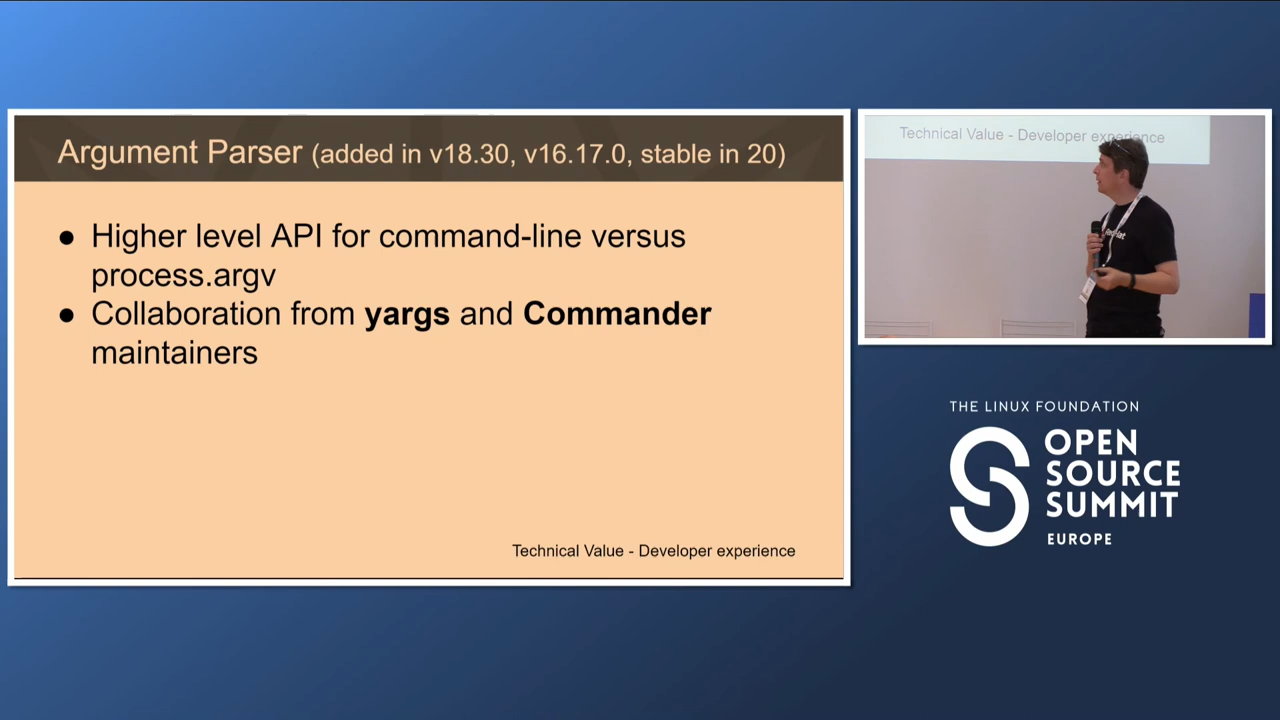 Argument Parser (added in v18.30, v16.17.0, stable in 20)
● Higher level API for command-line versus
process.argv
● Collaboration from yargs and Commander
maintainers
Technical Value - Developer experience
Technical Value - Developer experience
Red Hat
THE LINUX FOUNDATION
OPEN
SOURCE
SUMMIT
EUROPE